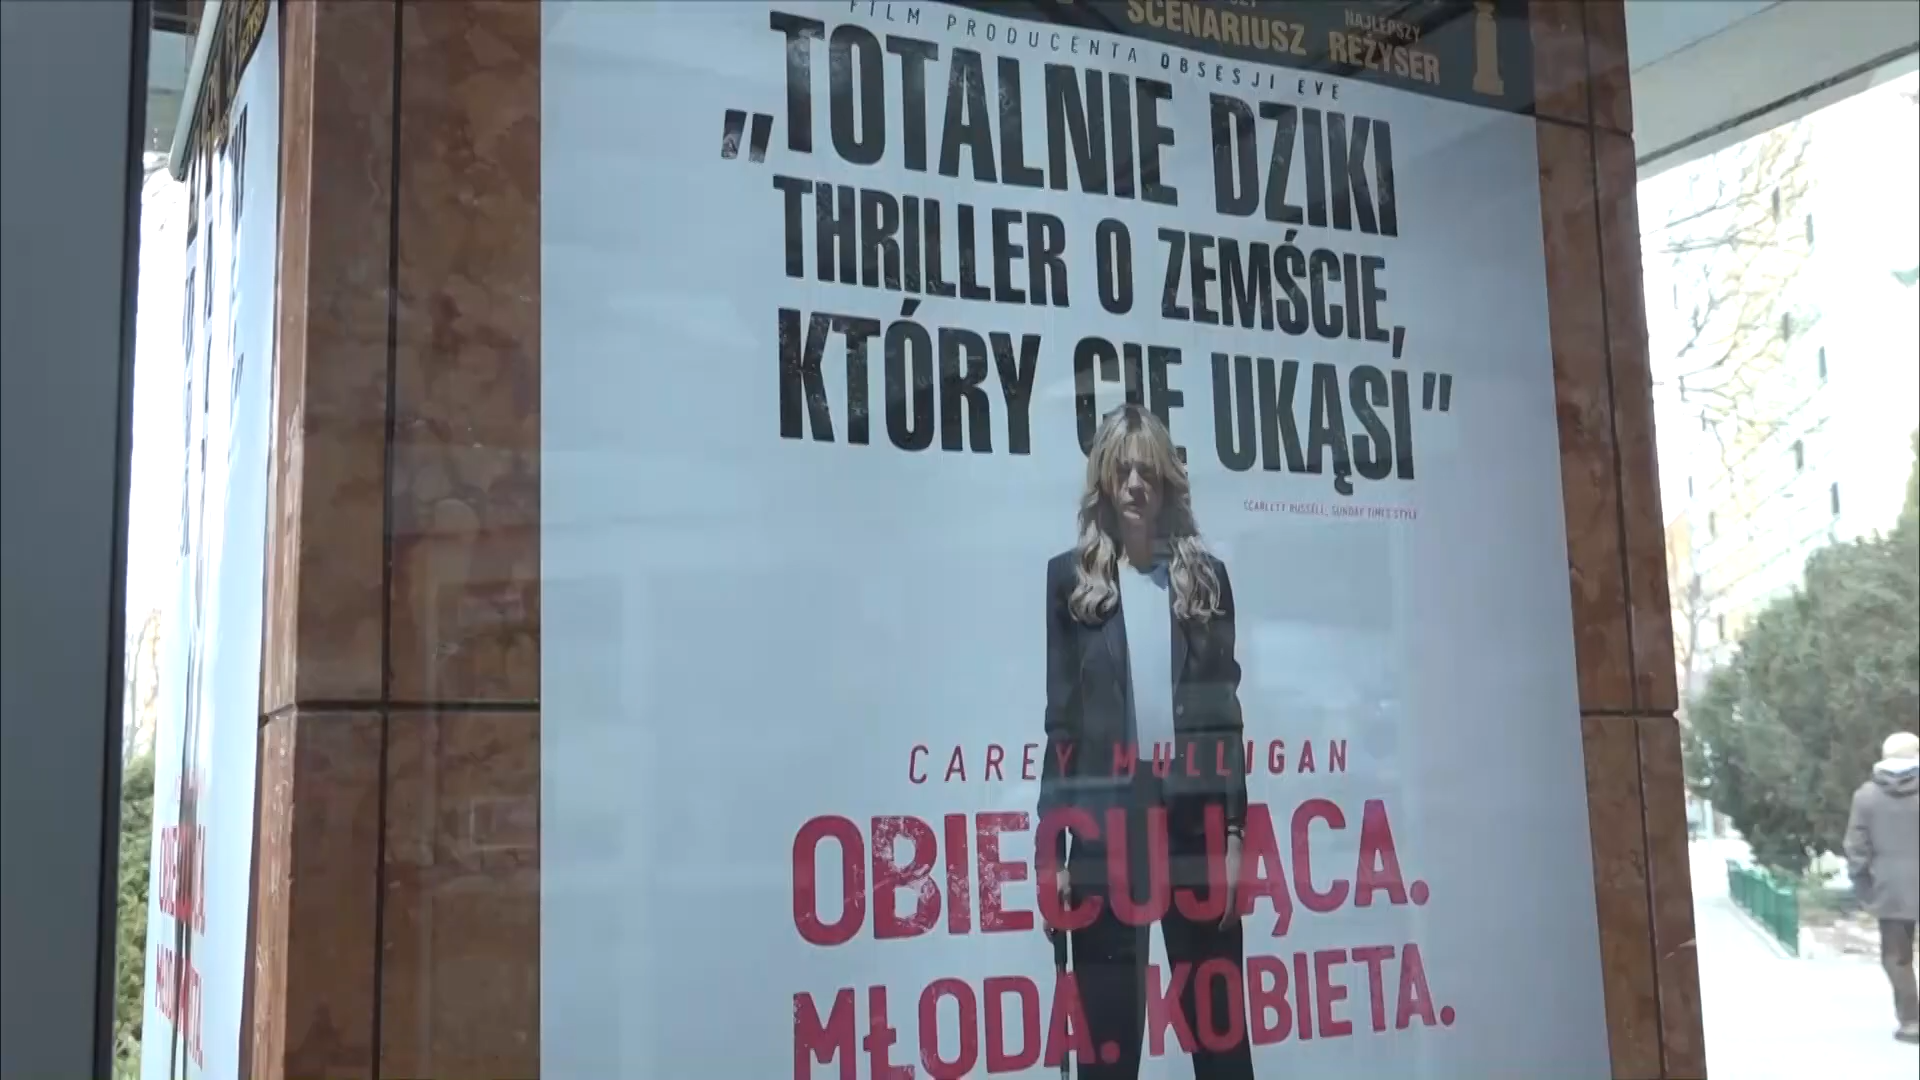 SCENARIUSZ
NAJLEPSZY
REŻYSER
FILM PRODUCENTA OBSESJI EVE
„TOTALNIE DZIKI
THRILLER O ZEMŚCIE,
KTÓRY CIĘ UKĄSI”
SCARLETT RUSSELL, SUNDAY TIMES STYLE
CAREY MULLIGAN
OBIECUJĄCA.
MŁODA. KOBIETA.